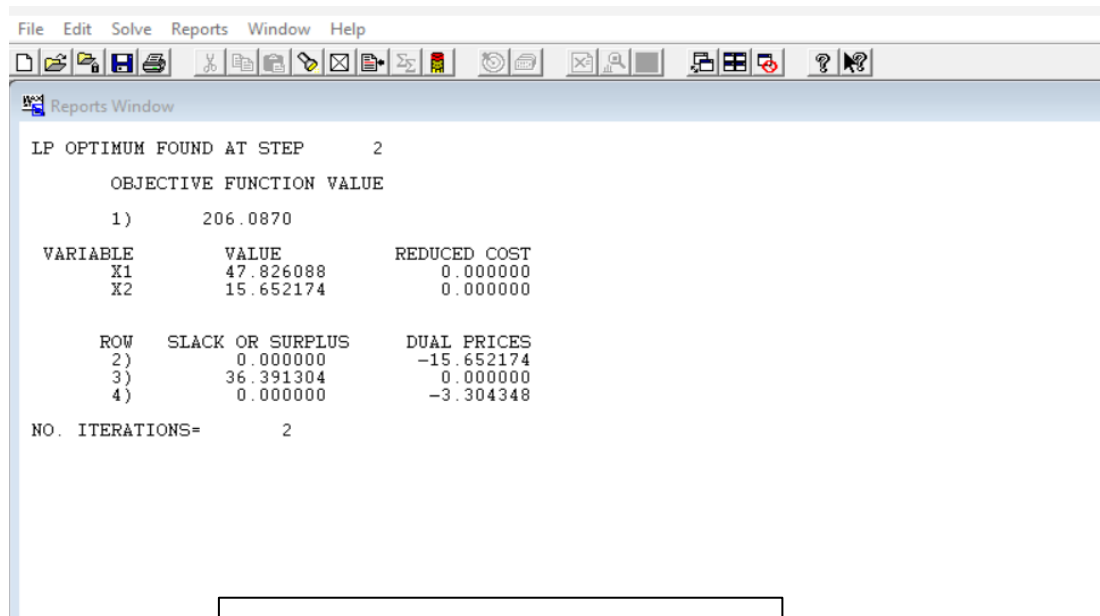 File Edit Solve Reports Window Help
Reports Window
LP OPTIMUM FOUND AT STEP 2
OBJECTIVE FUNCTION VALUE
1) 206.0870
VARIABLE VALUE REDUCED COST
X1 47.826088 0.000000
X2 15.652174 0.000000
ROW SLACK OR SURPLUS DUAL PRICES
2) 0.000000 -15.652174
3) 36.391304 0.000000
4) 0.000000 -3.304348
NO. ITERATIONS= 2